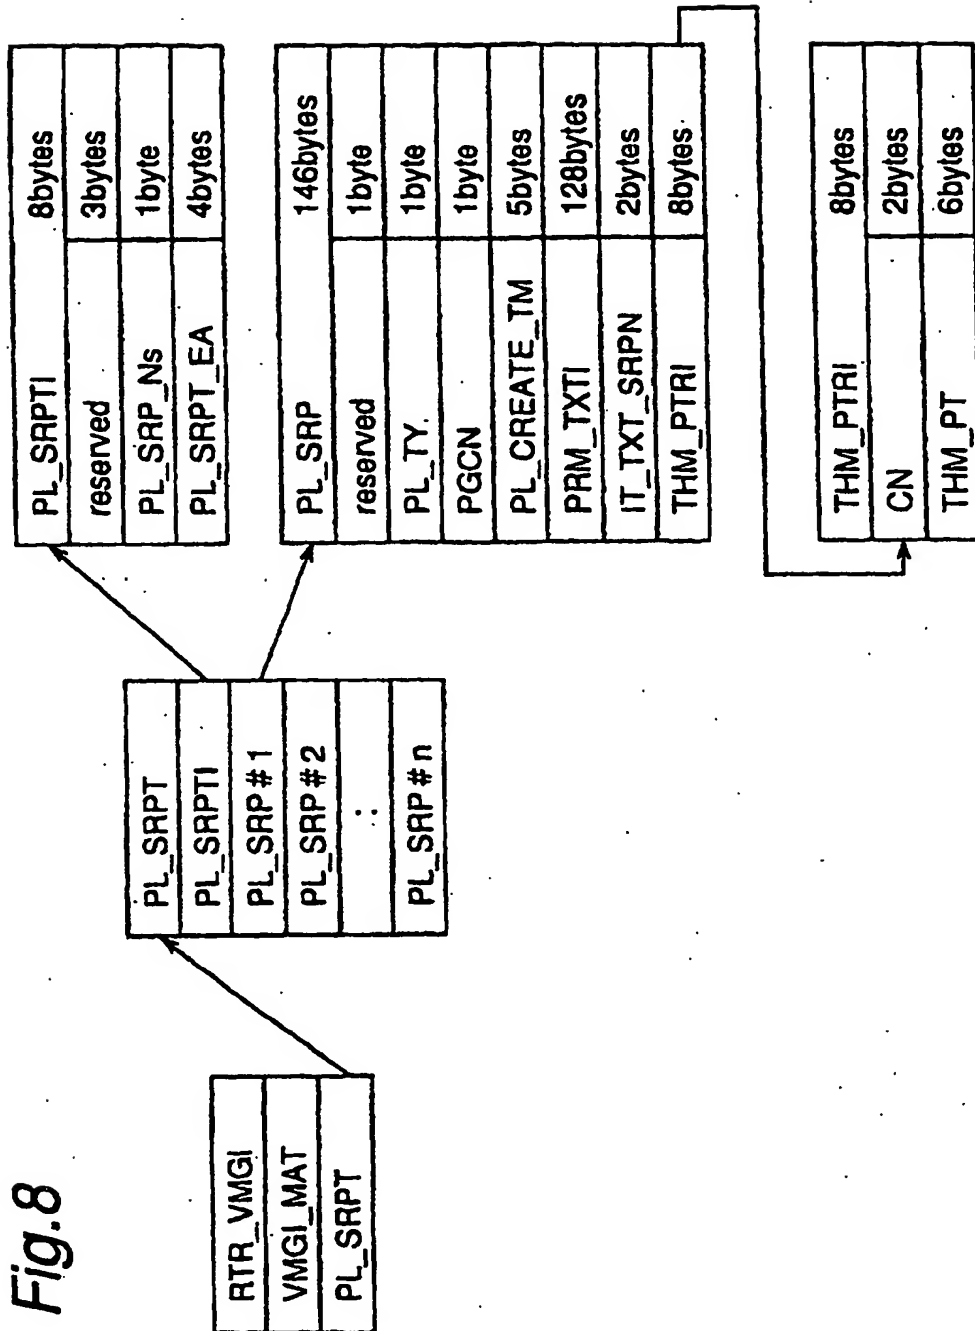 Fig.8
RTR_VMGI
VMGI_MAT
PL_SRPT
PL_SRPT
PL_SRPTI
PL_SRP#1
PL_SRP#2
:
PL_SRP#n
PL_SRPTI 8bytes
reserved 3bytes
PL_SRP_Ns 1byte
PL_SRPT_EA 4bytes
PL_SRP 146bytes
reserved 1byte
PL_TY. 1byte
PGCN 1byte
PL_CREATE_TM 5bytes
PRM_TXTI 128bytes
IT_TXT_SRPN 2bytes
THM_PTRI 8bytes
THM_PTRI 8bytes
CN 2bytes
THM_PT 6bytes